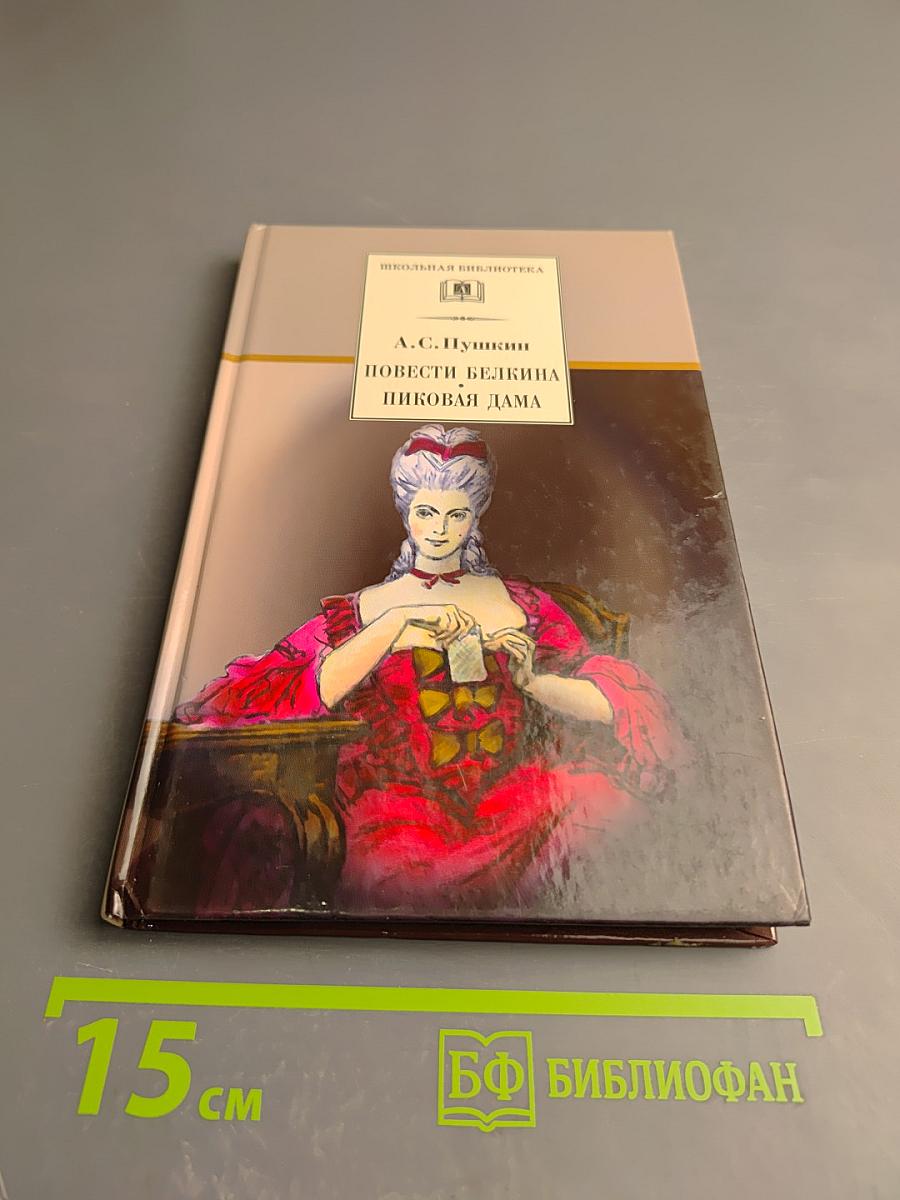 ШКОЛЬНАЯ БИБЛИОТЕКА
А.С.Пушкин
ПОВЕСТИ БЕЛКИНА
•
ПИКОВАЯ ДАМА
15 см
БФ БИБЛИОФАН